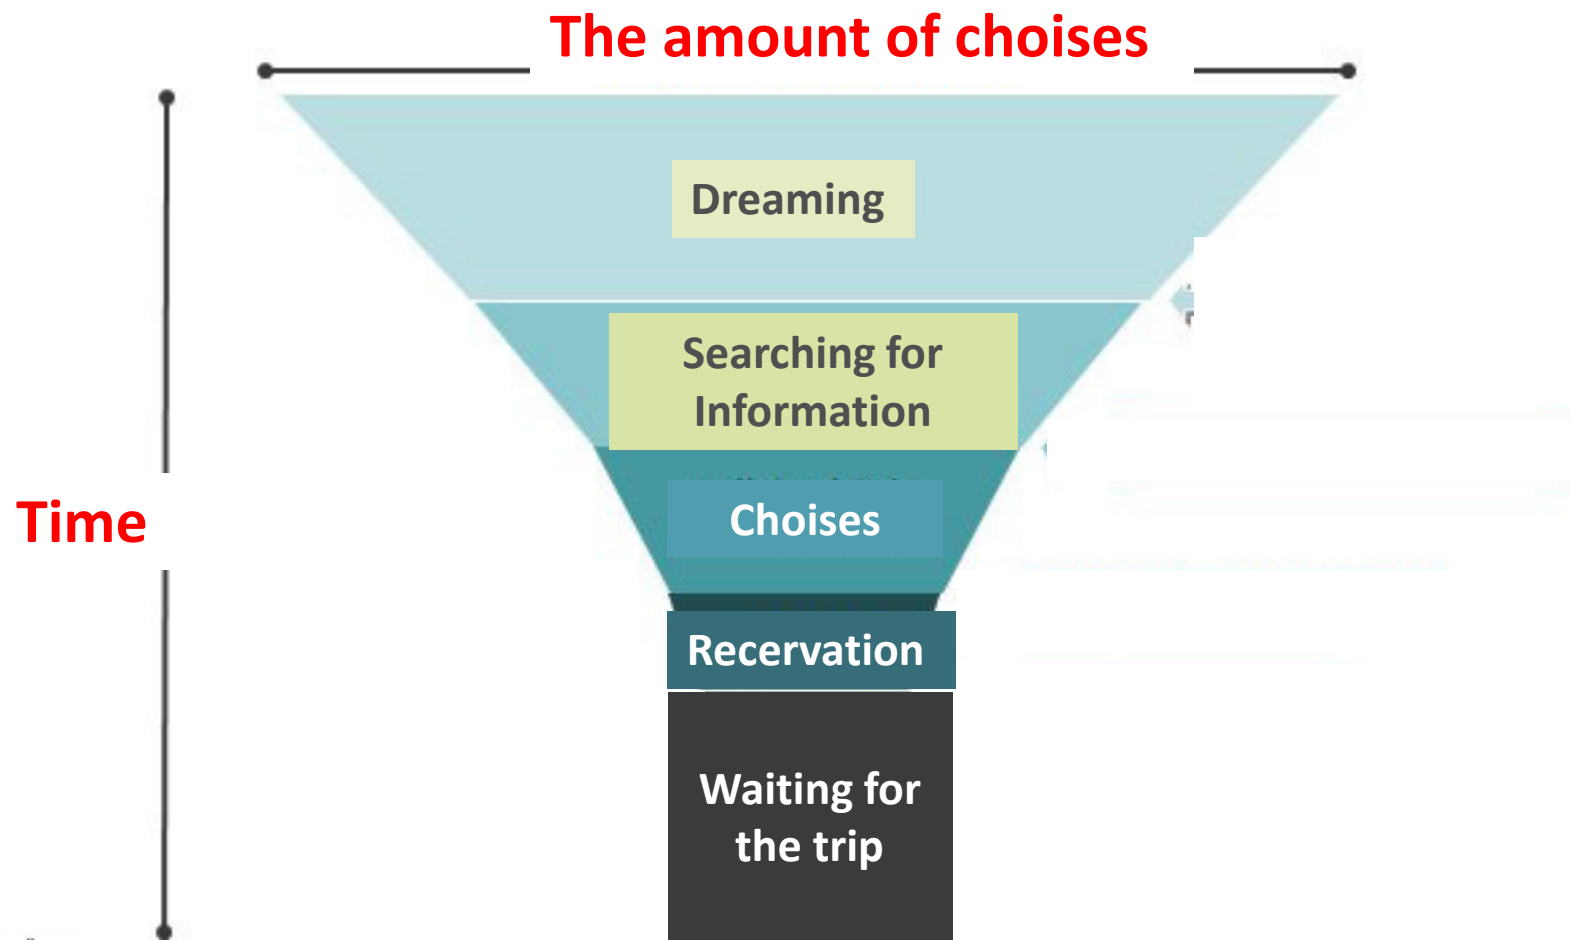 The amount of choises
Dreaming
Searching for
Information
Time
Choises
Recervation
Waiting for
the trip